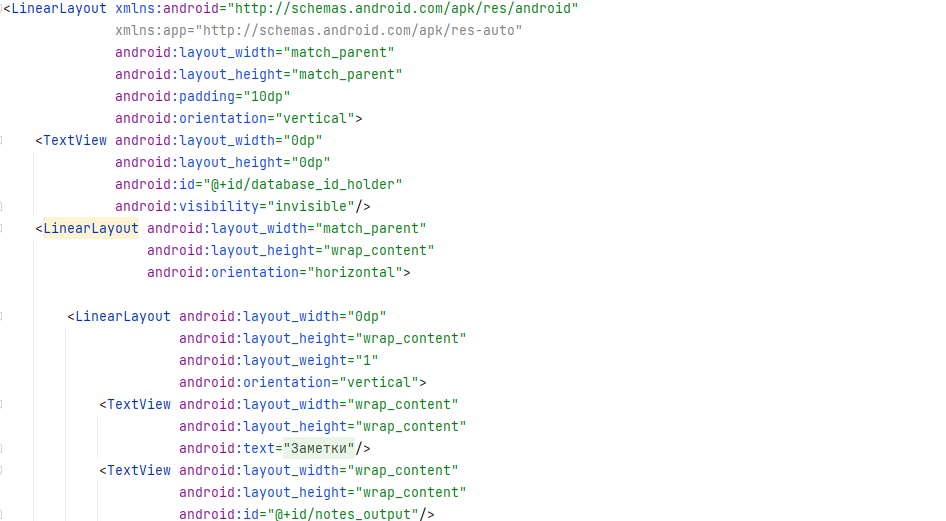 <LinearLayout xmlns:android="http://schemas.android.com/apk/res/android"
              xmlns:app="http://schemas.android.com/apk/res-auto"
              android:layout_width="match_parent"
              android:layout_height="match_parent"
              android:padding="10dp"
              android:orientation="vertical">
    <TextView android:layout_width="0dp"
              android:layout_height="0dp"
              android:id="@+id/database_id_holder"
              android:visibility="invisible"/>
    <LinearLayout android:layout_width="match_parent"
                  android:layout_height="wrap_content"
                  android:orientation="horizontal">

        <LinearLayout android:layout_width="0dp"
                      android:layout_height="wrap_content"
                      android:layout_weight="1"
                      android:orientation="vertical">
            <TextView android:layout_width="wrap_content"
                      android:layout_height="wrap_content"
                      android:text="Заметки"/>
            <TextView android:layout_width="wrap_content"
                      android:layout_height="wrap_content"
                      android:id="@+id/notes_output"/>